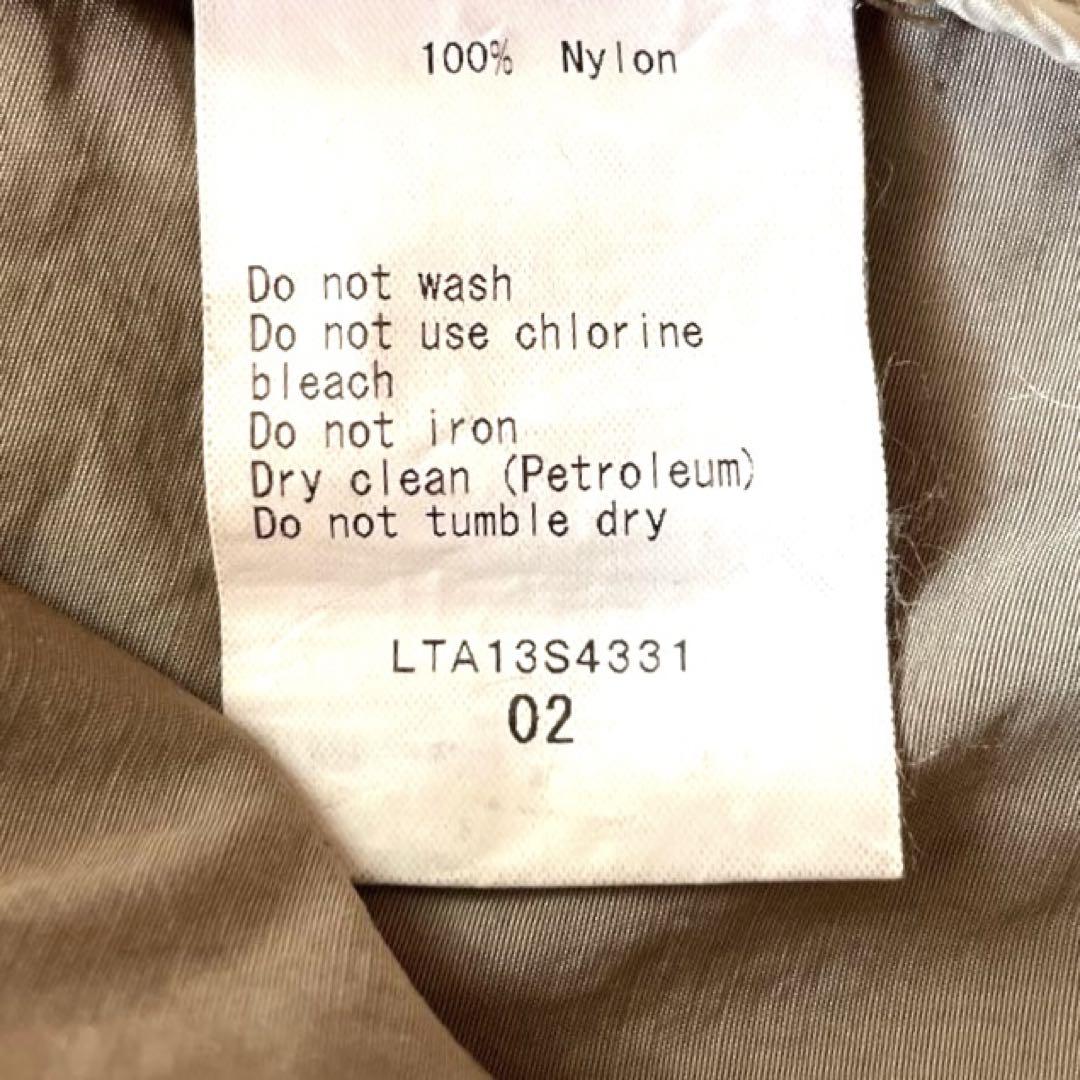 100% Nylon
Do not wash
Do not use chlorine
bleach
Do not iron
Dry clean (Petroleum)
Do not tumble dry
LTA13S4331
02